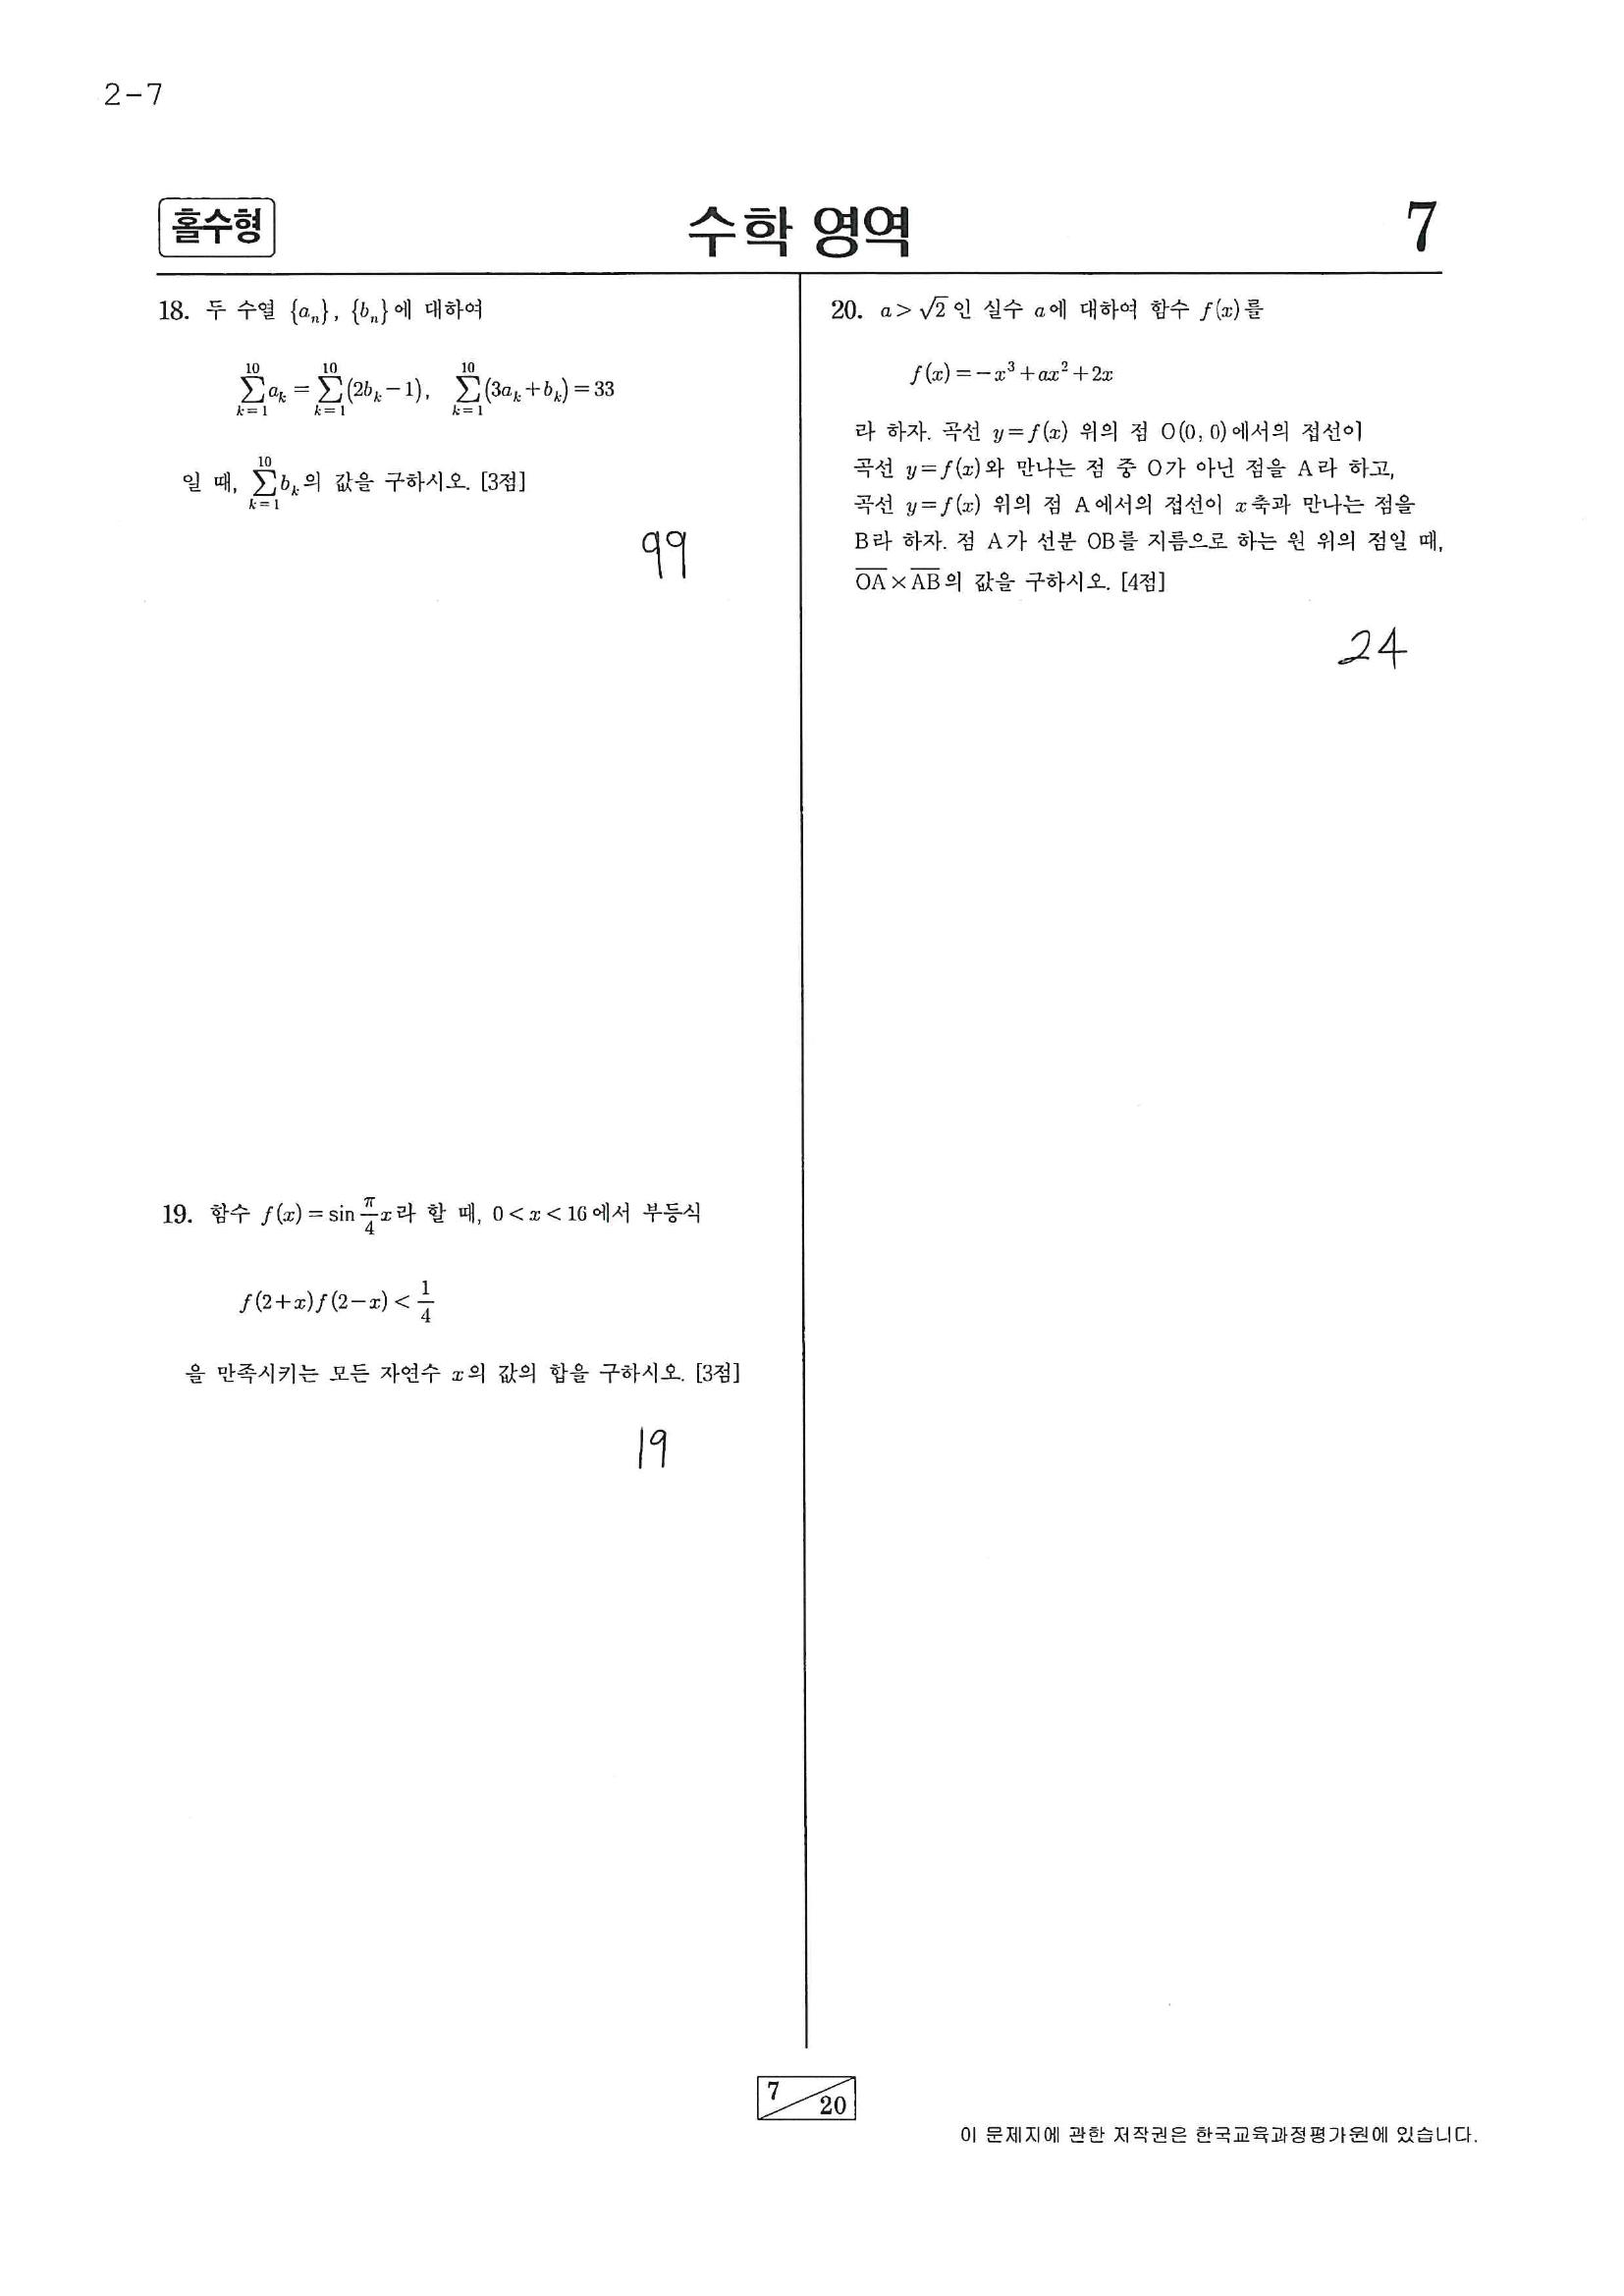 2-7
홀수형
수학 영역
7
18. 두 수열 {aₙ}, {bₙ}에 대하여
$\sum_{k=1}^{10} a_k = \sum_{k=1}^{10} (2b_k - 1), \sum_{k=1}^{10} (3a_k + b_k) = 33$
일 때, $\sum_{k=1}^{10} b_k$의 값을 구하시오. [3점]
99
19. 함수 $f(x) = \sin\frac{\pi}{4}x$라 할 때, 0 < x < 16에서 부등식
$f(2+x)f(2-x) < \frac{1}{4}$
을 만족시키는 모든 자연수 x의 값의 합을 구하시오. [3점]
19
20. $a > \sqrt{2}$인 실수 a에 대하여 함수 f(x)를
$f(x) = -x^3 + ax^2 + 2x$
라 하자. 곡선 y=f(x) 위의 점 O(0, 0)에서의 접선이
곡선 y=f(x)와 만나는 점 중 O가 아닌 점을 A라 하고,
곡선 y=f(x) 위의 점 A에서의 접선이 x축과 만나는 점을
B라 하자. 점 A가 선분 OB를 지름으로 하는 원 위의 점일 때,
$\overline{OA} \times \overline{AB}$의 값을 구하시오. [4점]
24
7
20
이 문제지에 관한 저작권은 한국교육과정평가원에 있습니다.